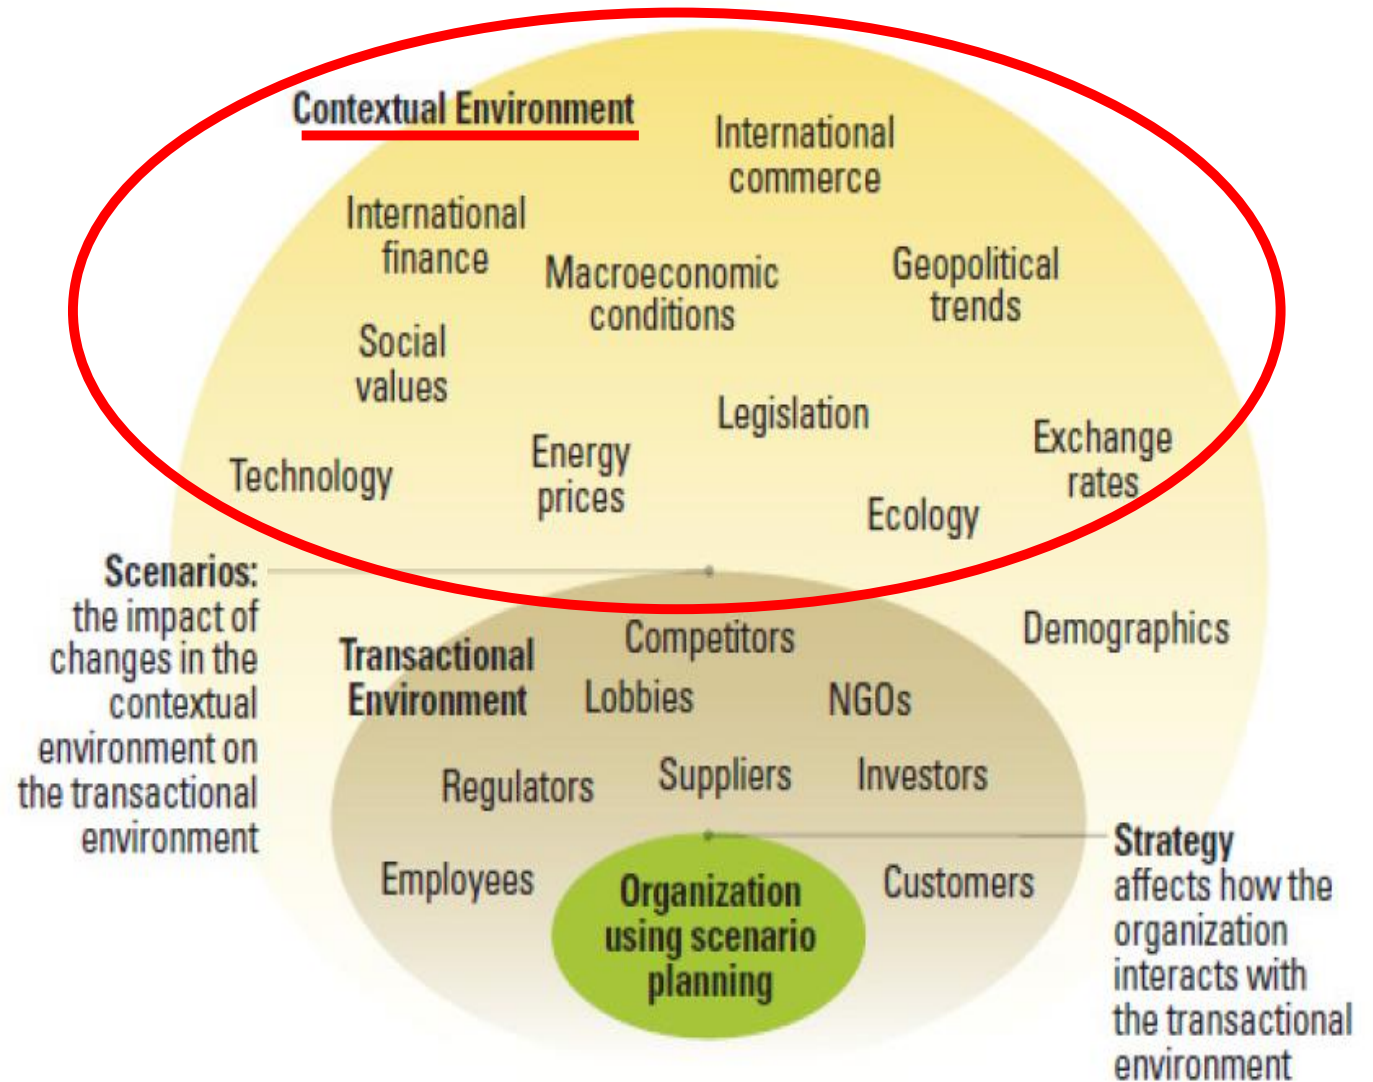 Contextual Environment
International
commerce
International
finance
Macroeconomic
conditions
Geopolitical
trends
Social
values
Legislation
Exchange
rates
Technology
Energy
prices
Ecology
Scenarios:
the impact of
changes in the
contextual
environment on
the transactional
environment
Demographics
Transactional
Environment
Competitors
Lobbies
NGOs
Regulators
Suppliers
Investors
Employees
Customers
Organization
using scenario
planning
Strategy
affects how the
organization
interacts with
the transactional
environment